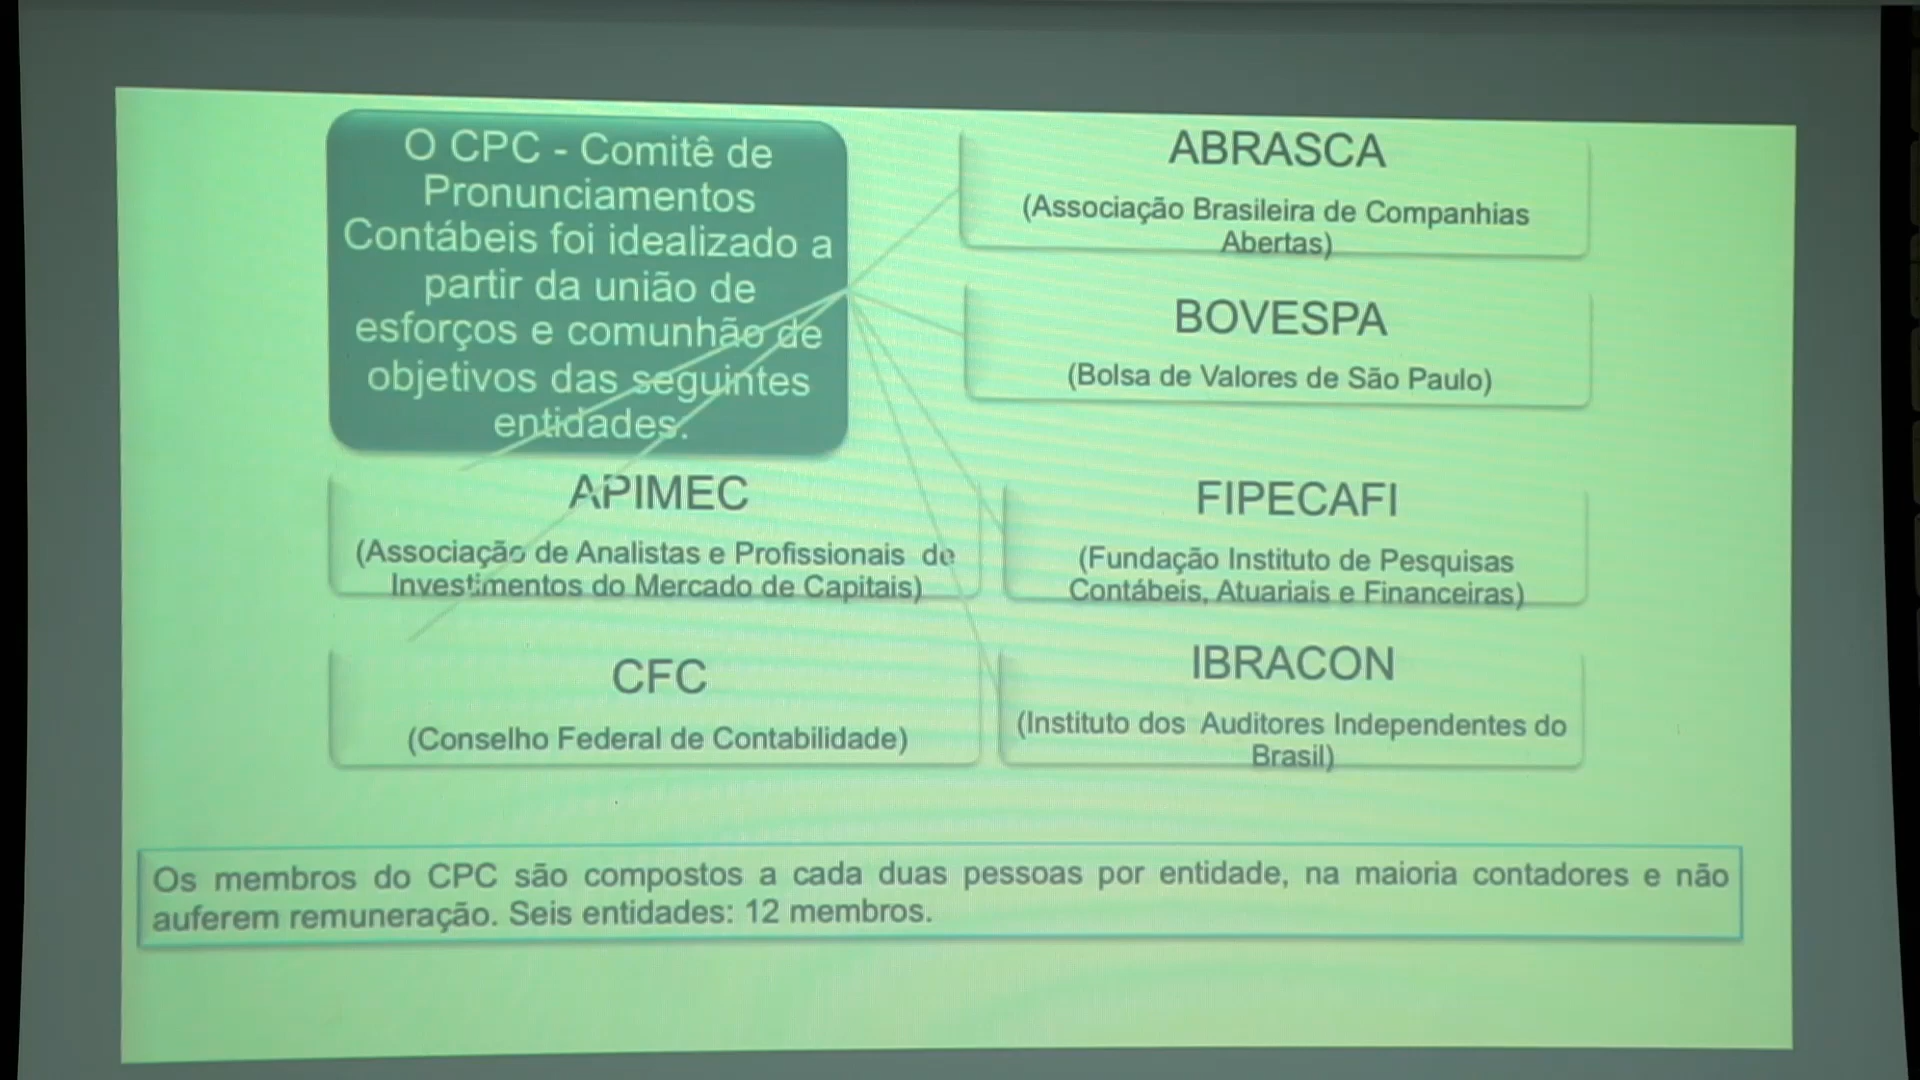 O CPC - Comitê de
Pronunciamentos
Contábeis foi idealizado a
partir da união de
esforços e comunhão de
objetivos das seguintes
entidades.
ABRASCA
(Associação Brasileira de Companhias
Abertas)
BOVESPA
(Bolsa de Valores de São Paulo)
APIMEC
(Associação de Analistas e Profissionais de
Investimentos do Mercado de Capitais)
FIPECAFI
(Fundação Instituto de Pesquisas
Contábeis, Atuariais e Financeiras)
CFC
(Conselho Federal de Contabilidade)
IBRACON
(Instituto dos Auditores Independentes do
Brasil)
Os membros do CPC são compostos a cada duas pessoas por entidade, na maioria contadores e não
auferem remuneração. Seis entidades: 12 membros.